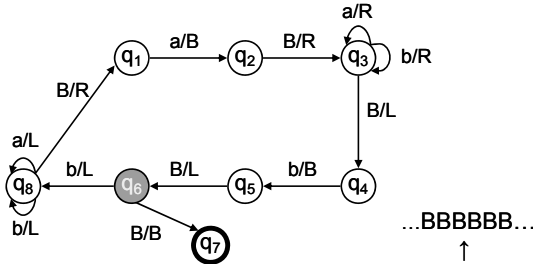 a/R
q1 a/B q2 B/R q3 b/R
B/R
B/L
a/L
q8 b/L q6 B/L q5 b/B q4
b/L
B/B
q7
...BBBBBB...
↑